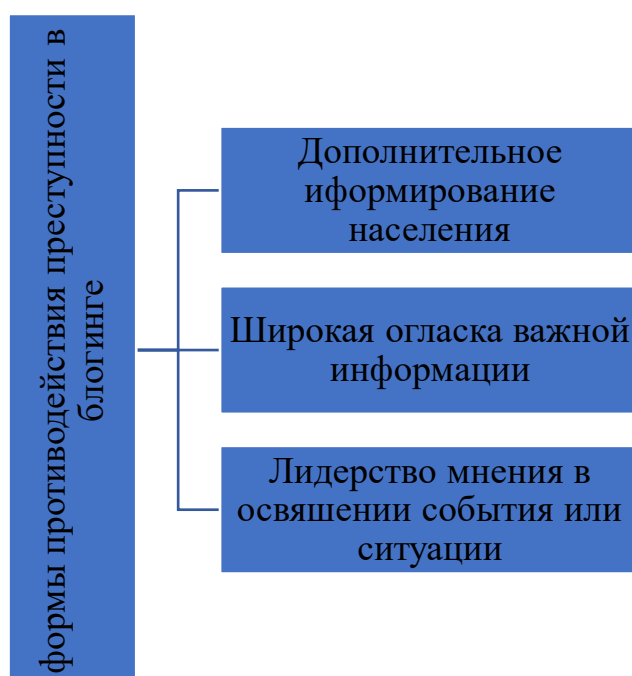 формы противодействия преступности в
блогинге
Дополнительное
иформирование
населения
Широкая огласка важной
информации
Лидерство мнения в
освяшении события или
ситуации